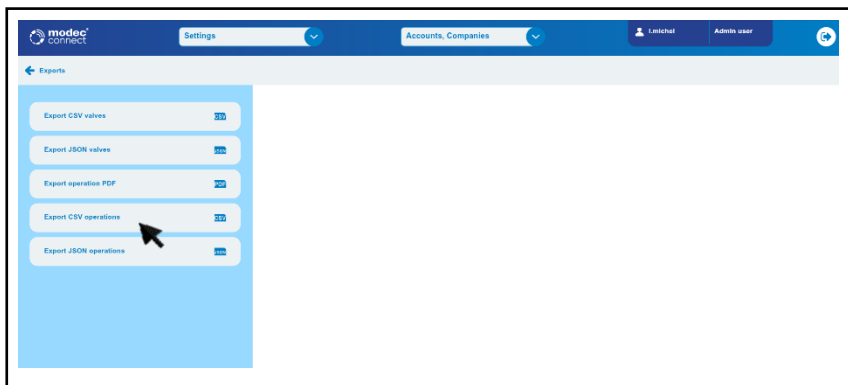 modec
connect
Settings
Accounts, Companies
l.michel
Admin user
Exports
Export CSV valves
CSV
Export JSON valves
JSON
Export operation PDF
PDF
Export CSV operations
CSV
Export JSON operations
JSON